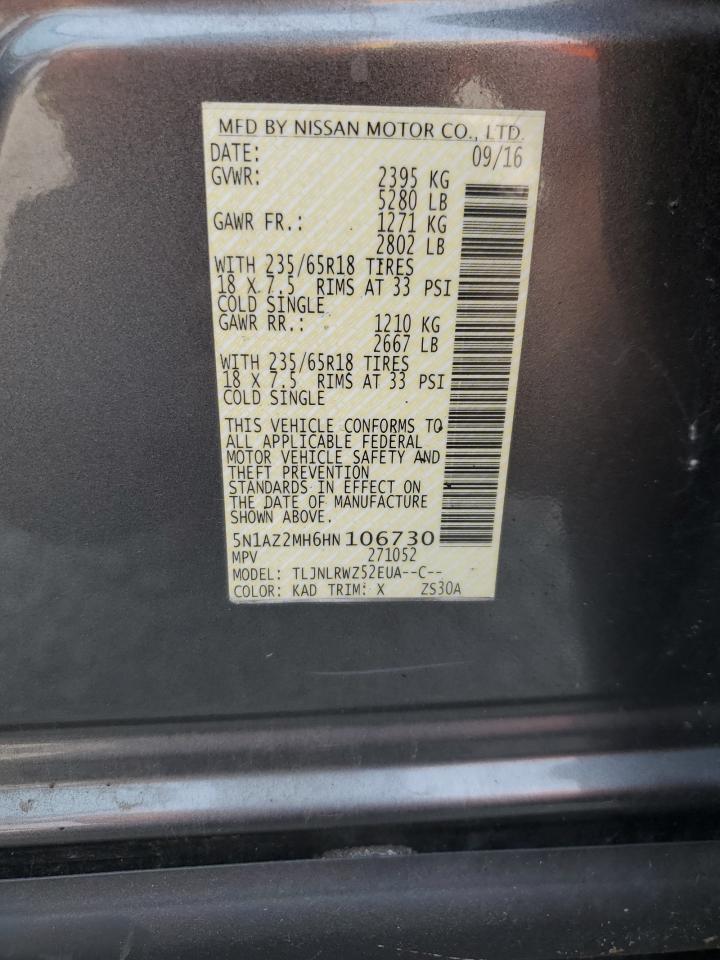 MFD BY NISSAN MOTOR CO., LTD.
DATE: 09/16
GVWR: 2395 KG
5280 LB
GAWR FR.: 1271 KG
2802 LB
WITH 235/65R18 TIRES
18 X 7.5 RIMS AT 33 PSI
COLD SINGLE
GAWR RR.: 1210 KG
2667 LB
WITH 235/65R18 TIRES
18 X 7.5 RIMS AT 33 PSI
COLD SINGLE
THIS VEHICLE CONFORMS TO
ALL APPLICABLE FEDERAL
MOTOR VEHICLE SAFETY AND
THEFT PREVENTION
STANDARDS IN EFFECT ON
THE DATE OF MANUFACTURE
SHOWN ABOVE.
5N1AZ2MH6HN106730
MPV 271052
MODEL: TLJNLRWZ52EUA--C--
COLOR: KAD TRIM: X ZS30A